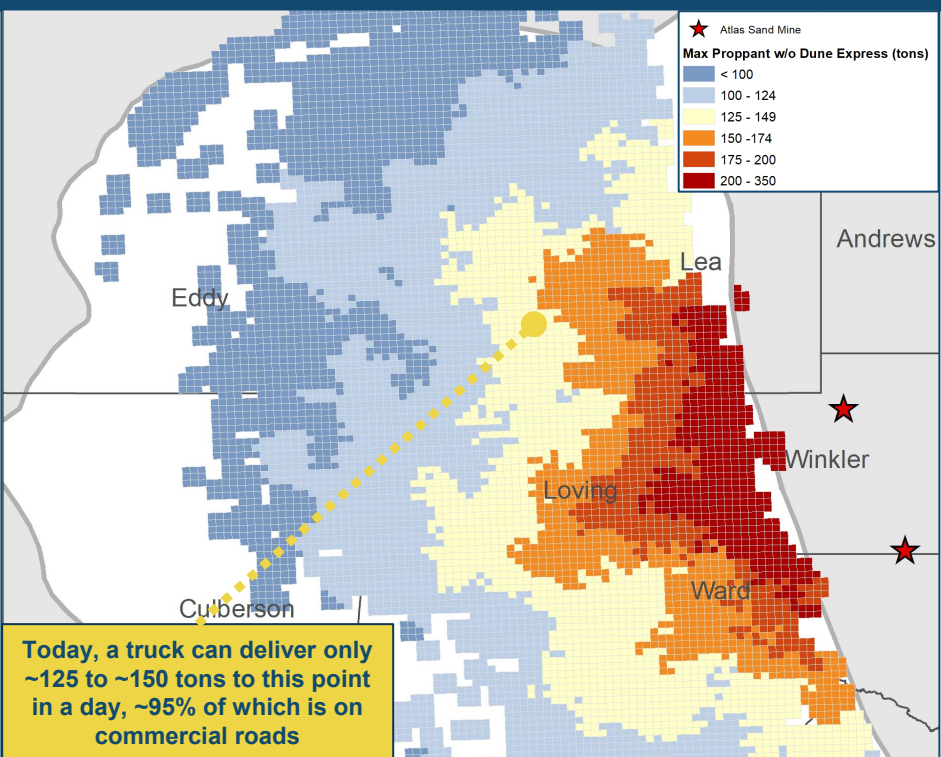 Atlas Sand Mine
Max Proppant w/o Dune Express (tons)
< 100
100 - 124
125 - 149
150 -174
175 - 200
200 - 350
Andrews
Lea
Eddy
Winkler
Loving
Ward
Culberson
Today, a truck can deliver only
~125 to ~150 tons to this point
in a day, ~95% of which is on
commercial roads